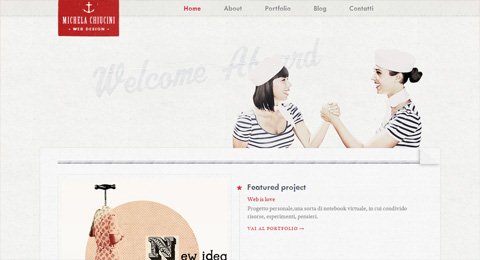 MICHELA CHIUCINI
WEB DESIGN
Home About Portfolio Blog Contatti
Welcome Aboard
Featured project
Web is love
Progetto personale,una sorta di notebook virtuale, in cui condivido
risorse, esperimenti, pensieri.
VAI AL PORTFOLIO →
New idea